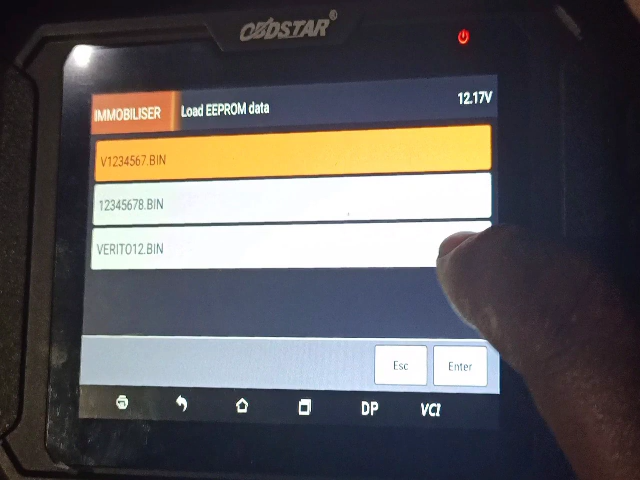 OBDSTAR®
IMMOBILISER Load EEPROM data 12.17V
V1234567.BIN
12345678.BIN
VERITO12.BIN
Esc Enter
DP VCI